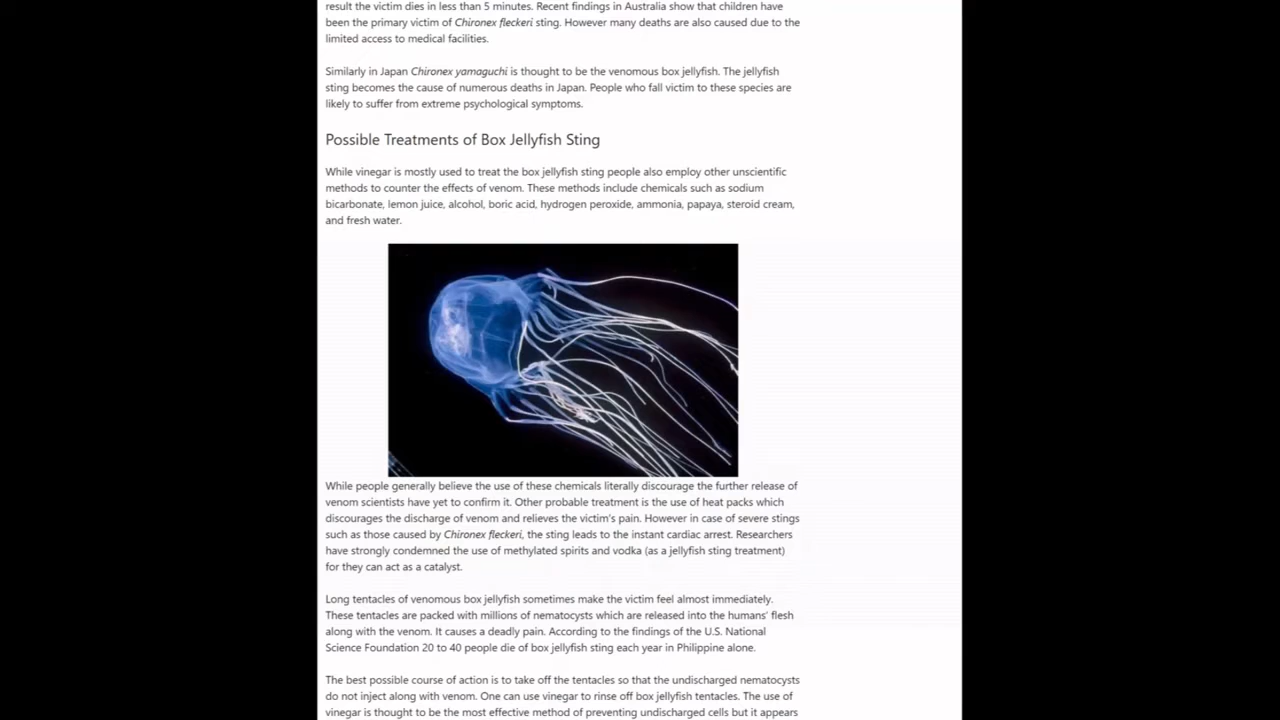 result the victim dies in less than 5 minutes. Recent findings in Australia show that children have
been the primary victim of Chironex fleckeri sting. However many deaths are also caused due to the
limited access to medical facilities.
Similarly in Japan Chironex yamaguchi is thought to be the venomous box jellyfish. The jellyfish
sting becomes the cause of numerous deaths in Japan. People who fall victim to these species are
likely to suffer from extreme psychological symptoms.
Possible Treatments of Box Jellyfish Sting
While vinegar is mostly used to treat the box jellyfish sting people also employ other unscientific
methods to counter the effects of venom. These methods include chemicals such as sodium
bicarbonate, lemon juice, alcohol, boric acid, hydrogen peroxide, ammonia, papaya, steroid cream,
and fresh water.
While people generally believe the use of these chemicals literally discourage the further release of
venom scientists have yet to confirm it. Other probable treatment is the use of heat packs which
discourages the discharge of venom and relieves the victim's pain. However in case of severe stings
such as those caused by Chironex fleckeri, the sting leads to the instant cardiac arrest. Researchers
have strongly condemned the use of methylated spirits and vodka (as a jellyfish sting treatment)
for they can act as a catalyst.
Long tentacles of venomous box jellyfish sometimes make the victim feel almost immediately.
These tentacles are packed with millions of nematocysts which are released into the humans' flesh
along with the venom. It causes a deadly pain. According to the findings of the U.S. National
Science Foundation 20 to 40 people die of box jellyfish sting each year in Philippine alone.
The best possible course of action is to take off the tentacles so that the undischarged nematocysts
do not inject along with venom. One can use vinegar to rinse off box jellyfish tentacles. The use of
vinegar is thought to be the most effective method of preventing undischarged cells but it appears